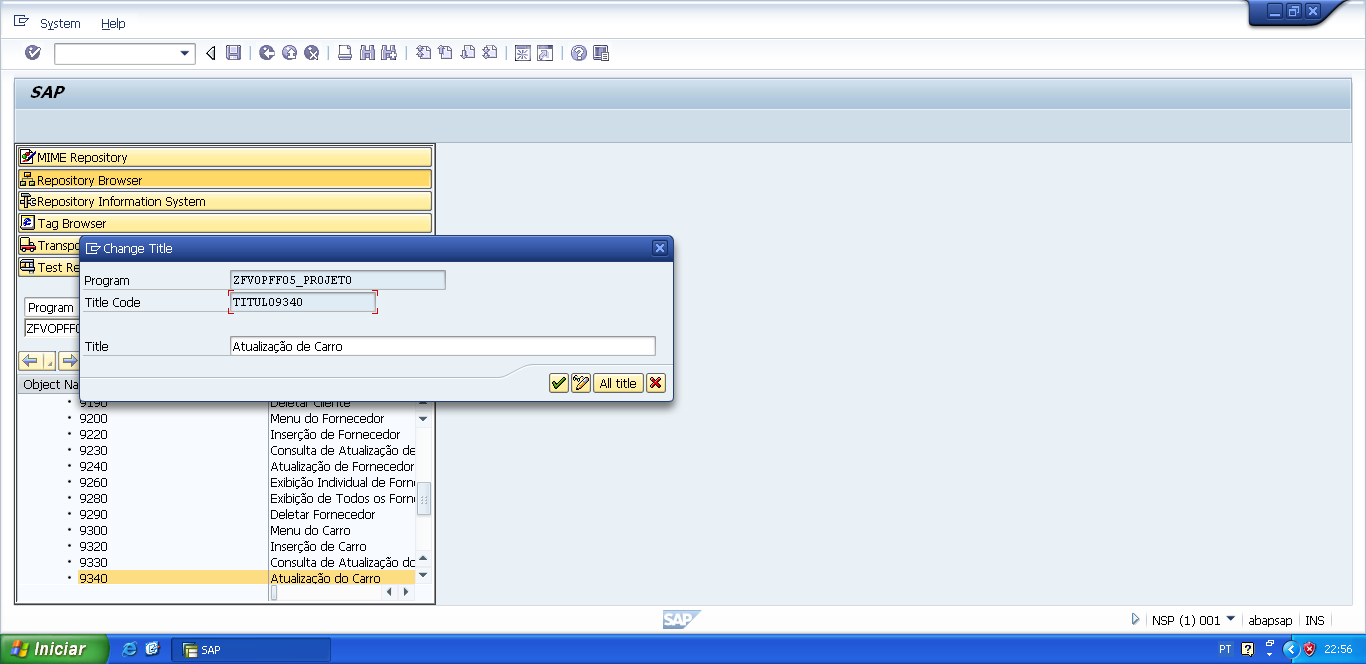 System Help
SAP
MIME Repository
Repository Browser
Repository Information System
Tag Browser
Transpo
Test Re
Change Title
Program ZFVOPFF05_PROJETO
Title Code TITULO9340
Title Atualização de Carro
All title
Program
ZFVOPFF0
Object Na
9190 Deletar Cliente
9200 Menu do Fornecedor
9220 Inserção de Fornecedor
9230 Consulta de Atualização de
9240 Atualização de Fornecedor
9260 Exibição Individual de Forn
9280 Exibição de Todos os Forn
9290 Deletar Fornecedor
9300 Menu do Carro
9320 Inserção de Carro
9330 Consulta de Atualização do
9340 Atualização do Carro
SAP
NSP (1) 001 abapsap INS
Iniciar SAP PT 22:56